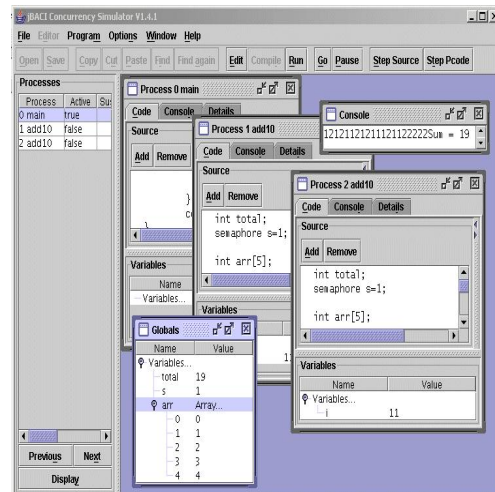 jBACI Concurrency Simulator V1.4.1
File Editor Program Options Window Help
Open Save Copy Cut Paste Find Find again Edit Compile Run Go Pause Step Source Step Pcode
Processes
Process Active Sus
0 main true
1 add10 false
2 add10 false
Previous Next
Display
Process 0 main
Code Console Details
Source
Add Remove
}
co
}
Variables
Name
Variables...
Process 1 add10
Code Console Details
Source
Add Remove
int total;
semaphore s=1;
int arr[5];
Variables
11
Console
12121121211121122222Sum = 19
Process 2 add10
Code Console Details
Source
Add Remove
int total;
semaphore s=1;
int arr[5];
Variables
Name Value
Variables...
i 11
Globals
Name Value
Variables...
total 19
s 1
arr Array...
0 0
1 1
2 2
3 3
4 4